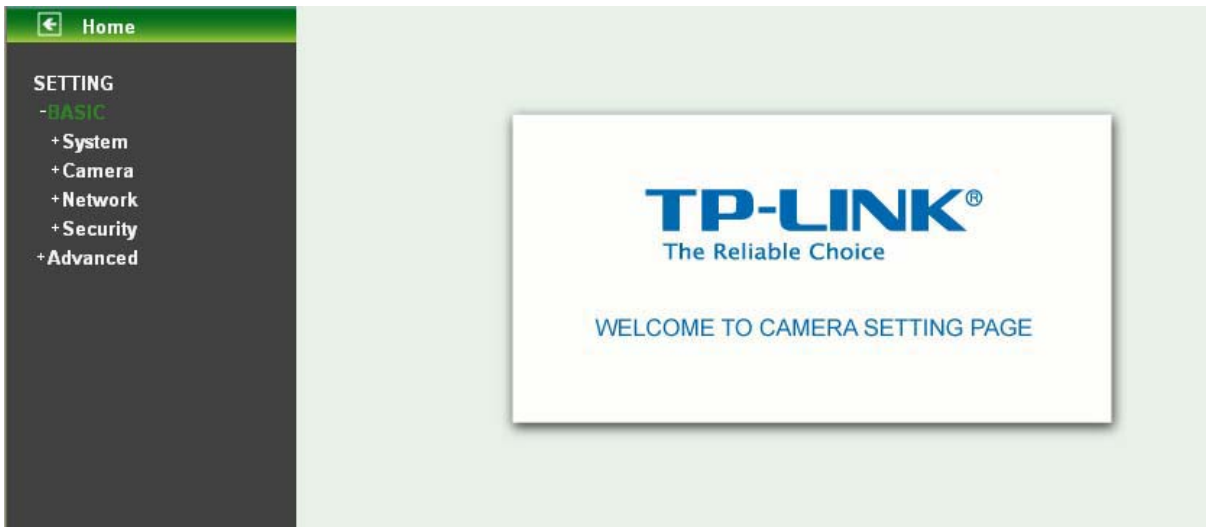 Home
SETTING
-BASIC
+System
+Camera
+Network
+Security
+Advanced
TP-LINK®
The Reliable Choice
WELCOME TO CAMERA SETTING PAGE